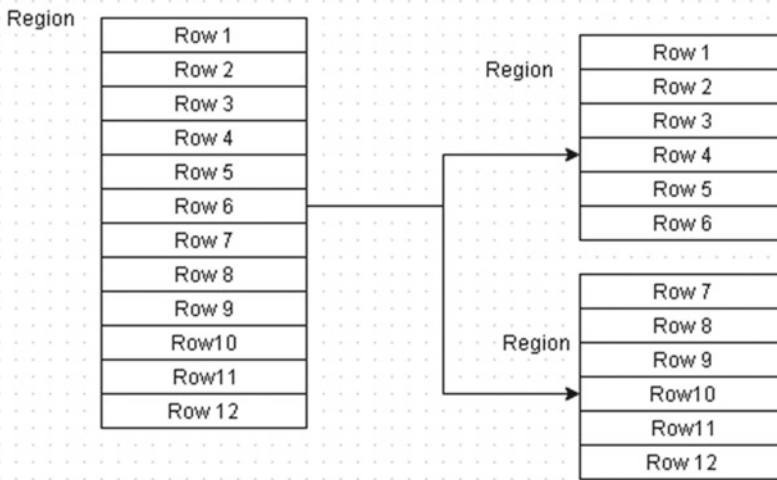 Region
Row 1
Row 2
Row 3
Row 4
Row 5
Row 6
Row 7
Row 8
Row 9
Row10
Row11
Row 12
Region
Row 1
Row 2
Row 3
Row 4
Row 5
Row 6
Region
Row 7
Row 8
Row 9
Row10
Row11
Row 12